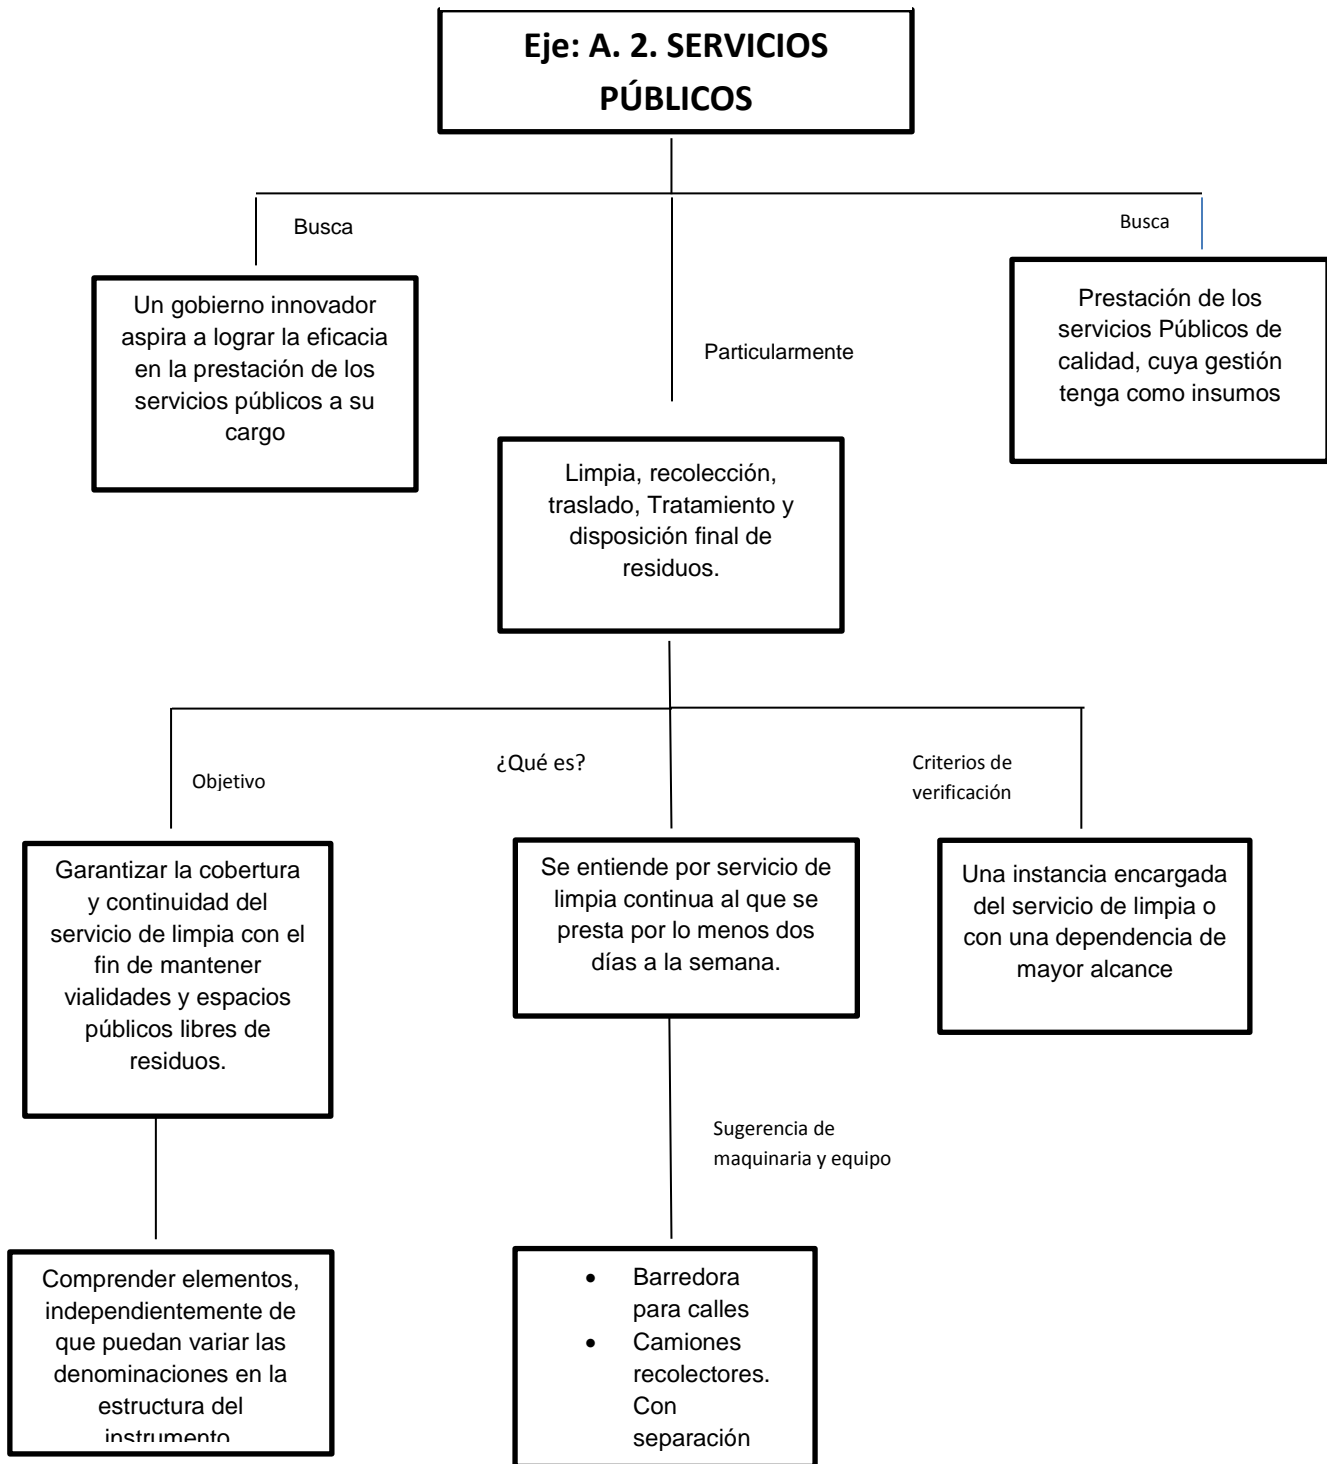 Eje: A. 2. SERVICIOS
PÚBLICOS
Busca
Busca
Un gobierno innovador
aspira a lograr la eficacia
en la prestación de los
servicios públicos a su
cargo
Particularmente
Prestación de los
servicios Públicos de
calidad, cuya gestión
tenga como insumos
Limpia, recolección,
traslado, Tratamiento y
disposición final de
residuos.
Objetivo
¿Qué es?
Criterios de
verificación
Garantizar la cobertura
y continuidad del
servicio de limpia con el
fin de mantener
vialidades y espacios
públicos libres de
residuos.
Se entiende por servicio de
limpia continua al que se
presta por lo menos dos
días a la semana.
Una instancia encargada
del servicio de limpia o
con una dependencia de
mayor alcance
Sugerencia de
maquinaria y equipo
Comprender elementos,
independientemente de
que puedan variar las
denominaciones en la
estructura del
instrumento
• Barredora
para calles
• Camiones
recolectores.
Con
separación